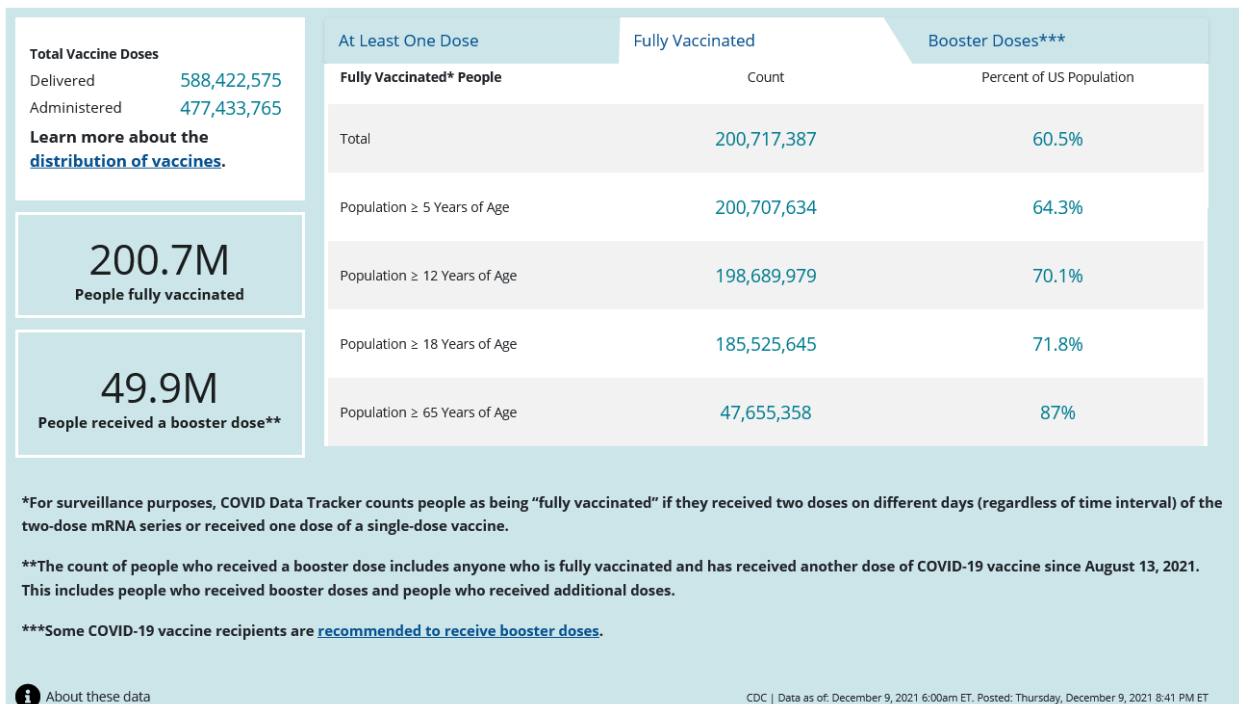 Total Vaccine Doses
Delivered 588,422,575
Administered 477,433,765
Learn more about the
distribution of vaccines.
200.7M
People fully vaccinated
49.9M
People received a booster dose**
At Least One Dose Fully Vaccinated Booster Doses***
Fully Vaccinated* People Count Percent of US Population
Total 200,717,387 60.5%
Population ≥ 5 Years of Age 200,707,634 64.3%
Population ≥ 12 Years of Age 198,689,979 70.1%
Population ≥ 18 Years of Age 185,525,645 71.8%
Population ≥ 65 Years of Age 47,655,358 87%
*For surveillance purposes, COVID Data Tracker counts people as being “fully vaccinated” if they received two doses on different days (regardless of time interval) of the
two-dose mRNA series or received one dose of a single-dose vaccine.
**The count of people who received a booster dose includes anyone who is fully vaccinated and has received another dose of COVID-19 vaccine since August 13, 2021.
This includes people who received booster doses and people who received additional doses.
***Some COVID-19 vaccine recipients are recommended to receive booster doses.
About these data
CDC | Data as of: December 9, 2021 6:00am ET. Posted: Thursday, December 9, 2021 8:41 PM ET